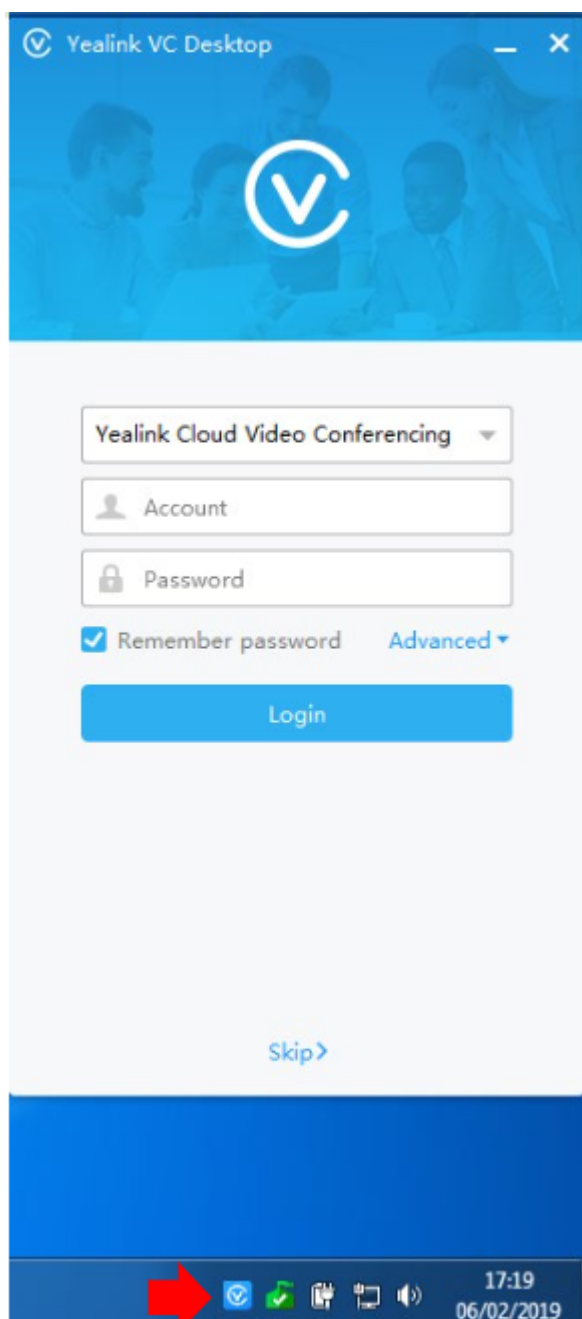 Yealink VC Desktop
Yealink Cloud Video Conferencing
Account
Password
Remember password Advanced
Login
Skip>
17:19
06/02/2019